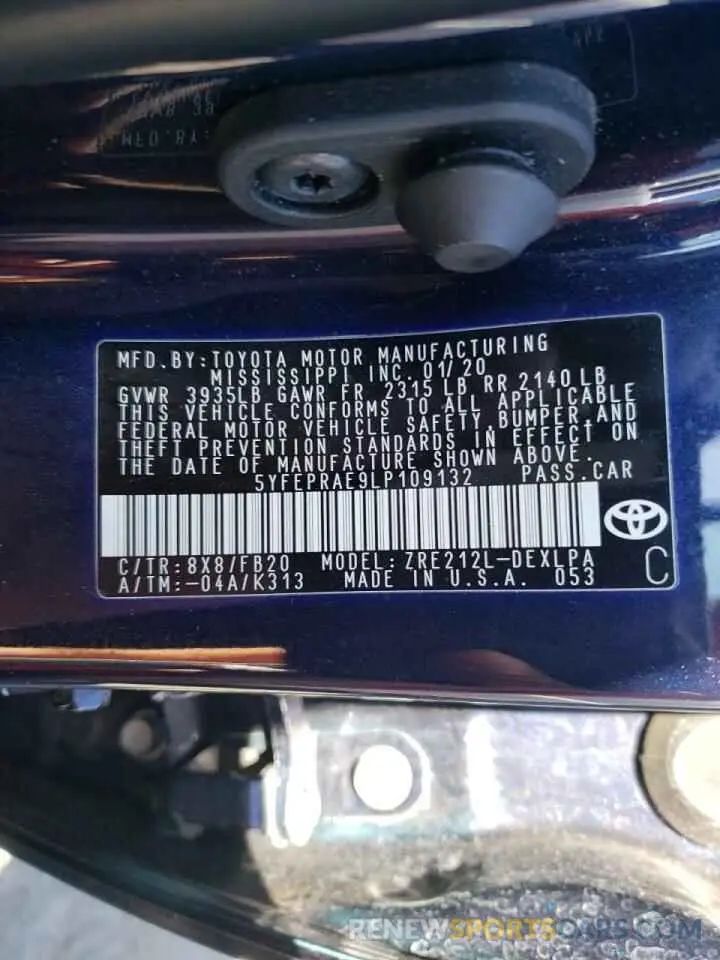 MFD.BY:TOYOTA MOTOR MANUFACTURING
MISSISSIPPI INC. 01/20
GVWR 3935LB GAWR FR 2315 LB RR 2140 LB
THIS VEHICLE CONFORMS TO ALL APPLICABLE
FEDERAL MOTOR VEHICLE SAFETY,BUMPER,AND
THEFT PREVENTION STANDARDS IN EFFECT ON
THE DATE OF MANUFACTURE SHOWN ABOVE.
5YFEPRAE9LP109132 PASS.CAR
C/TR:8X8/FB20 MODEL:ZRE212L-DEXLPA
A/TM:-04A/K313 MADE IN U.S.A. 053
C
RENEWSPORTSCARS.COM